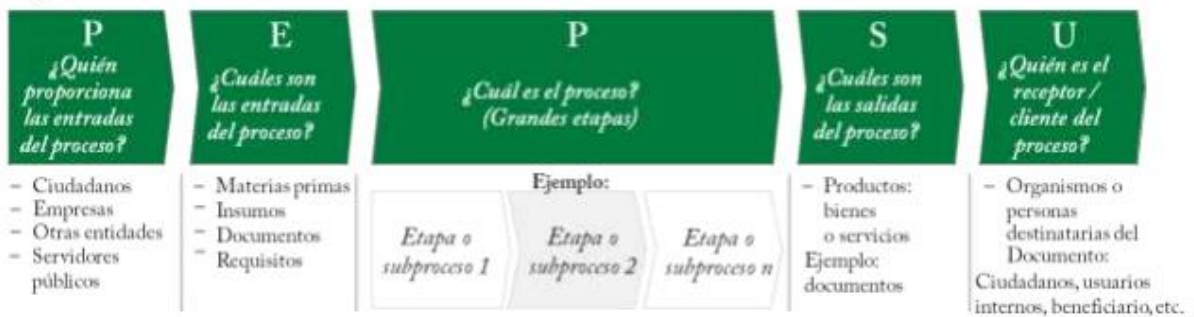 P
¿Quién
proporciona
las entradas
del proceso?
E
¿Cuáles son
las entradas
del proceso?
P
¿Cuál es el proceso?
(Grandes etapas)
S
¿Cuáles son
las salidas
del proceso?
U
¿Quién es el
receptor /
cliente del
proceso?
– Ciudadanos
– Empresas
– Otras entidades
– Servidores
públicos
– Materias primas
– Insumos
– Documentos
– Requisitos
Ejemplo:
Etapa o
subproceso 1
Etapa o
subproceso 2
Etapa o
subproceso n
– Productos:
bienes
o servicios
Ejemplo:
documentos
– Organismos o
personas
destinatarias del
Documento:
Ciudadanos, usuarios
internos, beneficiario, etc.